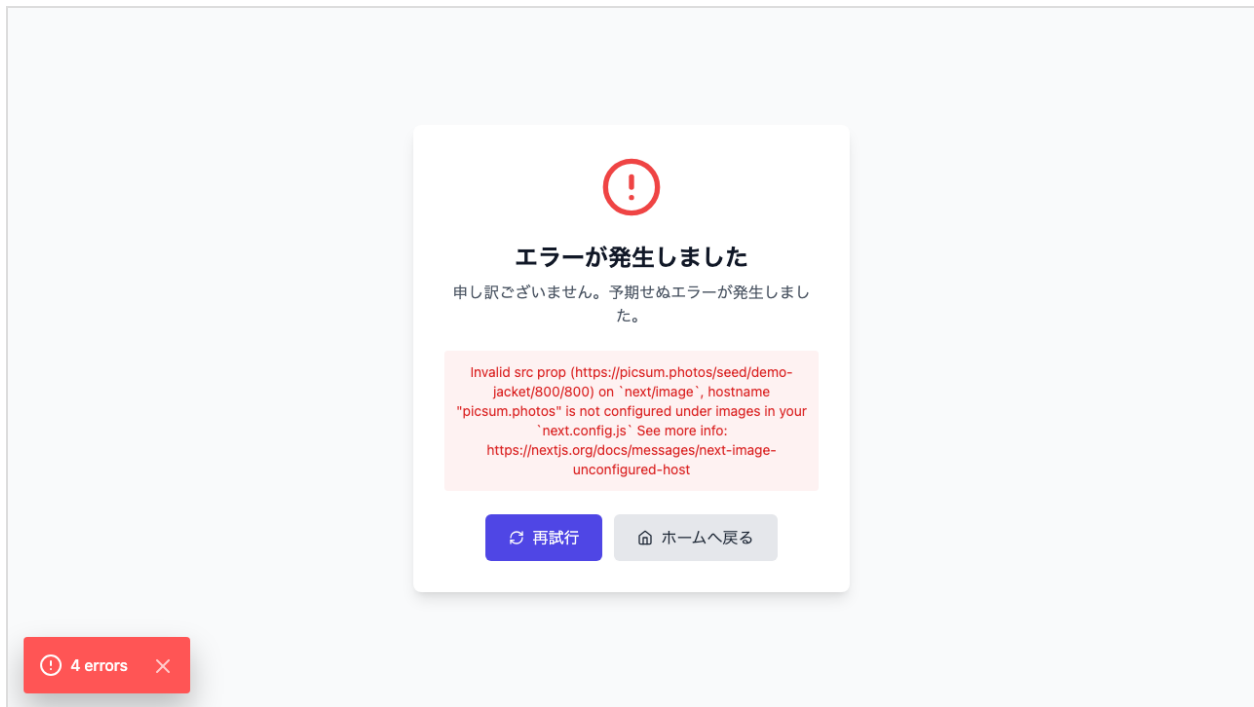 エラーが発生しました
申し訳ございません。予期せぬエラーが発生しまし
た。
Invalid src prop (https://picsum.photos/seed/demo-
jacket/800/800) on `next/image`, hostname
"picsum.photos" is not configured under images in your
`next.config.js` See more info:
https://nextjs.org/docs/messages/next-image-
unconfigured-host
再試行
ホームへ戻る
4 errors